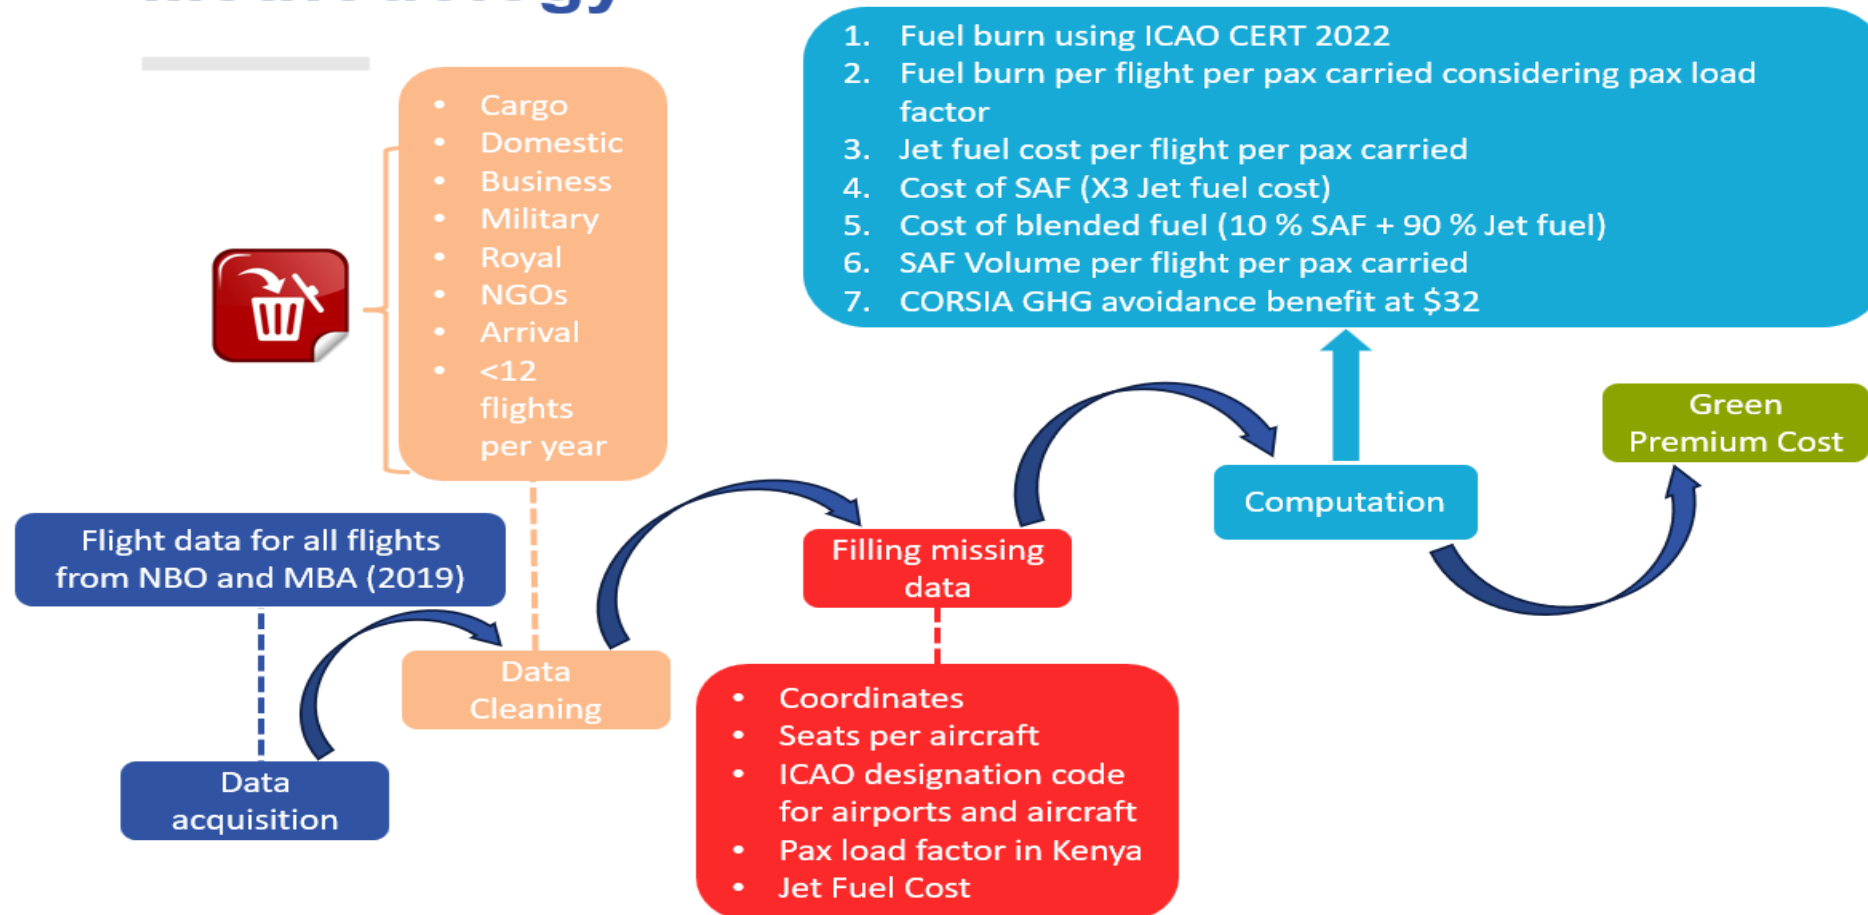 1. Fuel burn using ICAO CERT 2022
2. Fuel burn per flight per pax carried considering pax load
factor
3. Jet fuel cost per flight per pax carried
4. Cost of SAF (X3 Jet fuel cost)
5. Cost of blended fuel (10 % SAF + 90 % Jet fuel)
6. SAF Volume per flight per pax carried
7. CORSIA GHG avoidance benefit at $32
• Cargo
• Domestic
• Business
• Military
• Royal
• NGOs
• Arrival
• <12
flights
per year
Green
Premium Cost
Computation
Flight data for all flights
from NBO and MBA (2019)
Filling missing
data
Data
Cleaning
• Coordinates
• Seats per aircraft
• ICAO designation code
for airports and aircraft
• Pax load factor in Kenya
• Jet Fuel Cost
Data
acquisition